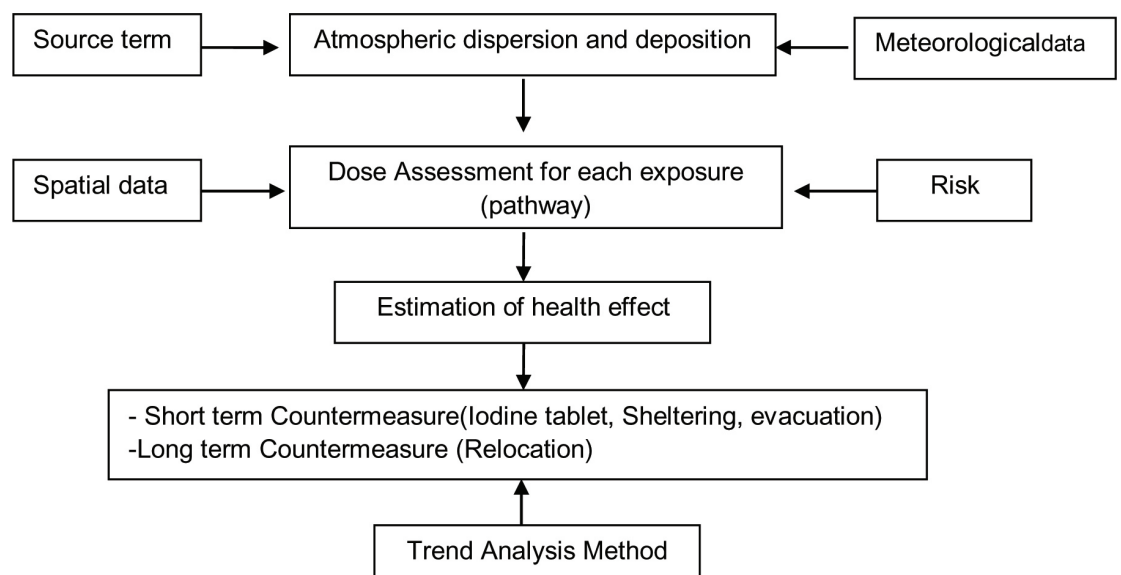 Source term
Atmospheric dispersion and deposition
Meteorologicaldata
Spatial data
Dose Assessment for each exposure
(pathway)
Risk
Estimation of health effect
- Short term Countermeasure(Iodine tablet, Sheltering, evacuation)
-Long term Countermeasure (Relocation)
Trend Analysis Method